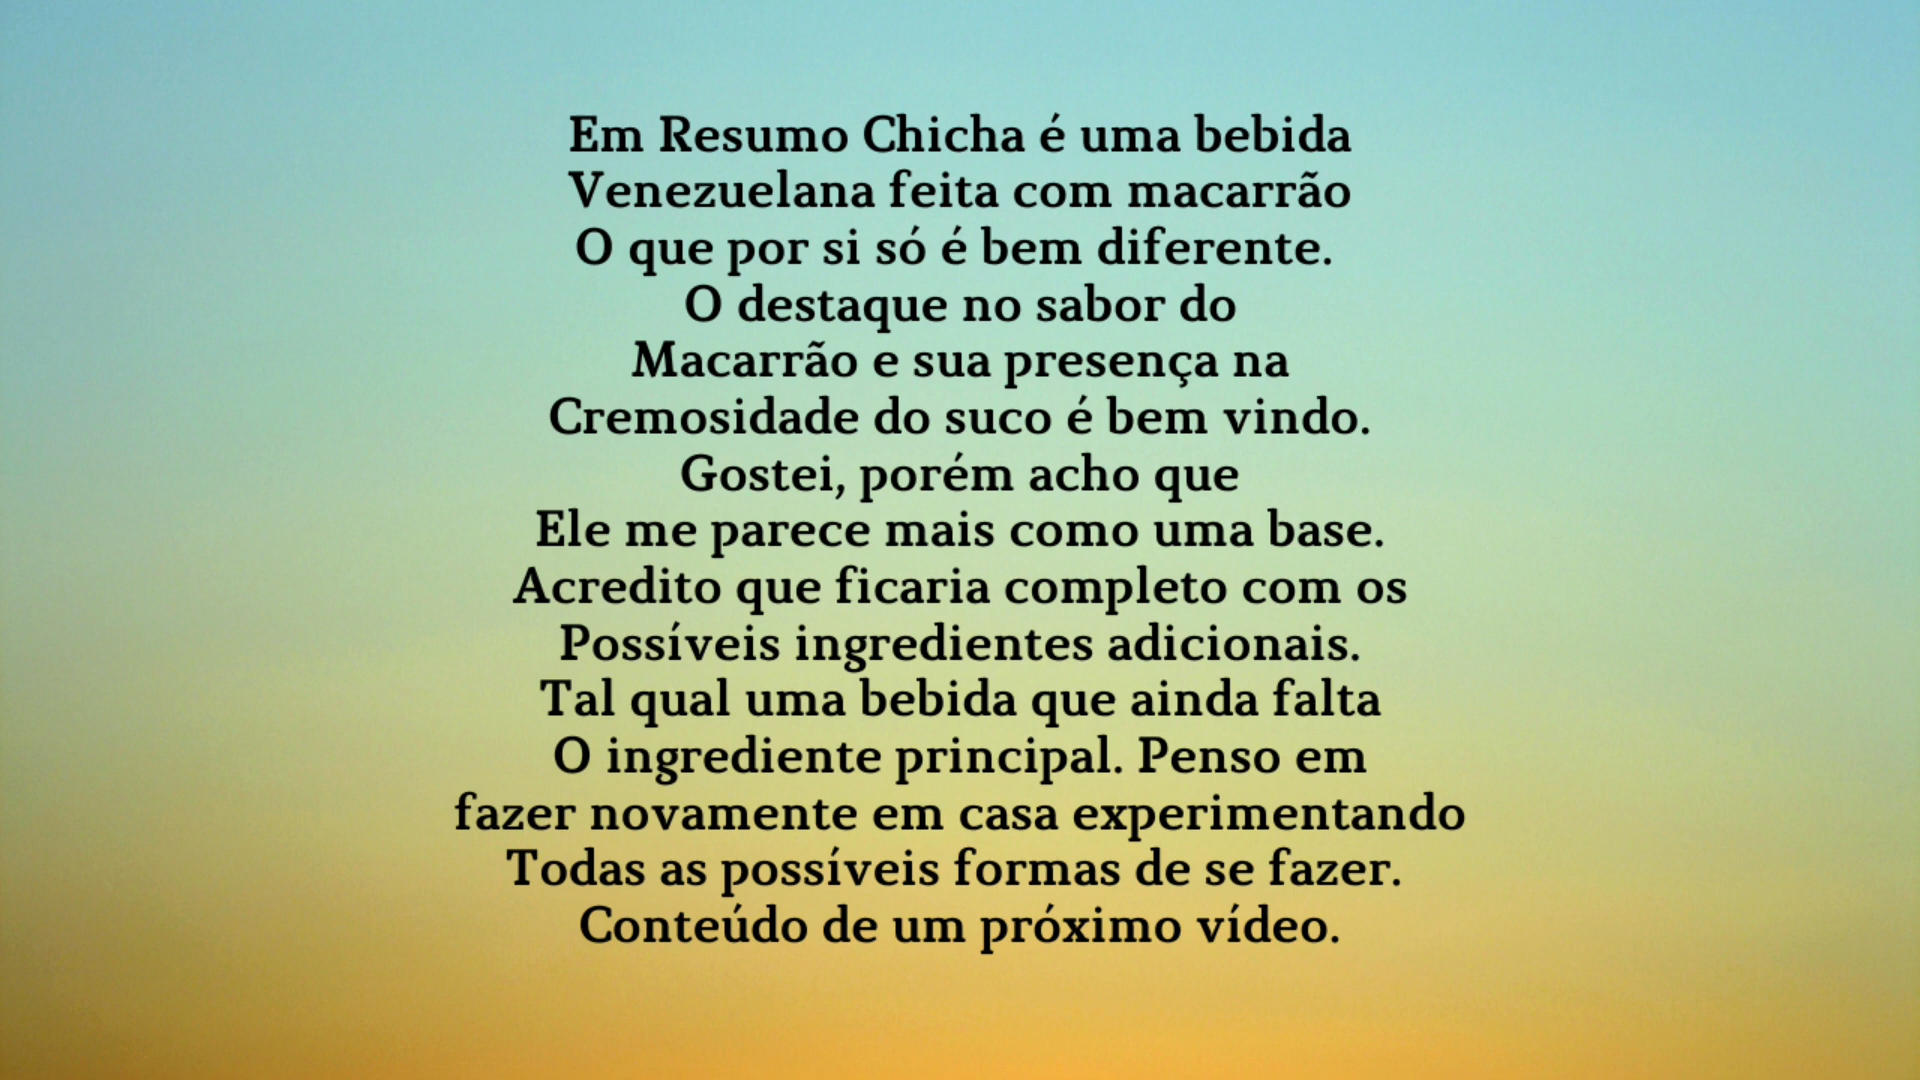 Em Resumo Chicha é uma bebida
Venezuelana feita com macarrão
O que por si só é bem diferente.
O destaque no sabor do
Macarrão e sua presença na
Cremosidade do suco é bem vindo.
Gostei, porém acho que
Ele me parece mais como uma base.
Acredito que ficaria completo com os
Possíveis ingredientes adicionais.
Tal qual uma bebida que ainda falta
O ingrediente principal. Penso em
fazer novamente em casa experimentando
Todas as possíveis formas de se fazer.
Conteúdo de um próximo vídeo.